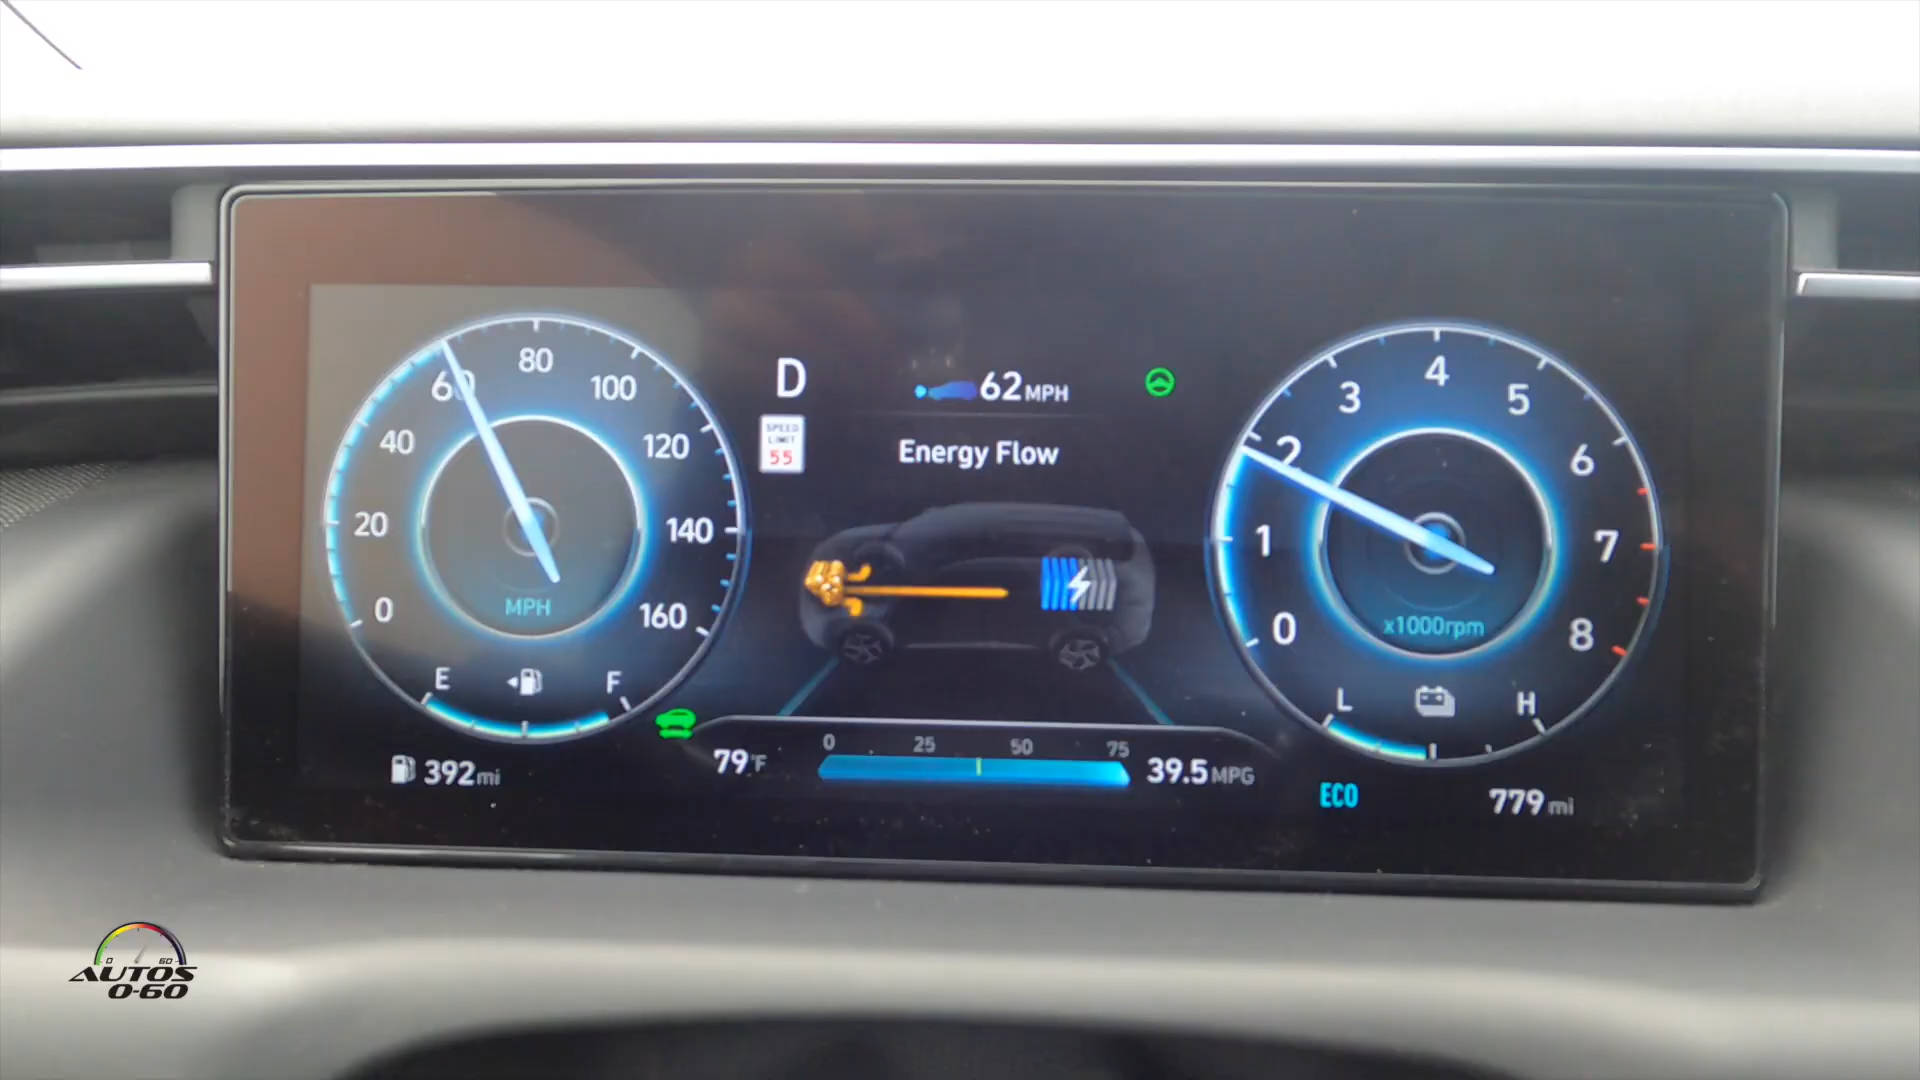 0
20
40
60
80
100
120
140
160
MPH
E
F
392mi
D
62MPH
SPEED
LIMIT
55
Energy Flow
79°F
0 25 50 75
39.5MPG
0
1
2
3
4
5
6
7
8
x1000rpm
L
H
ECO
779mi
0 60
AUTOS
0-60